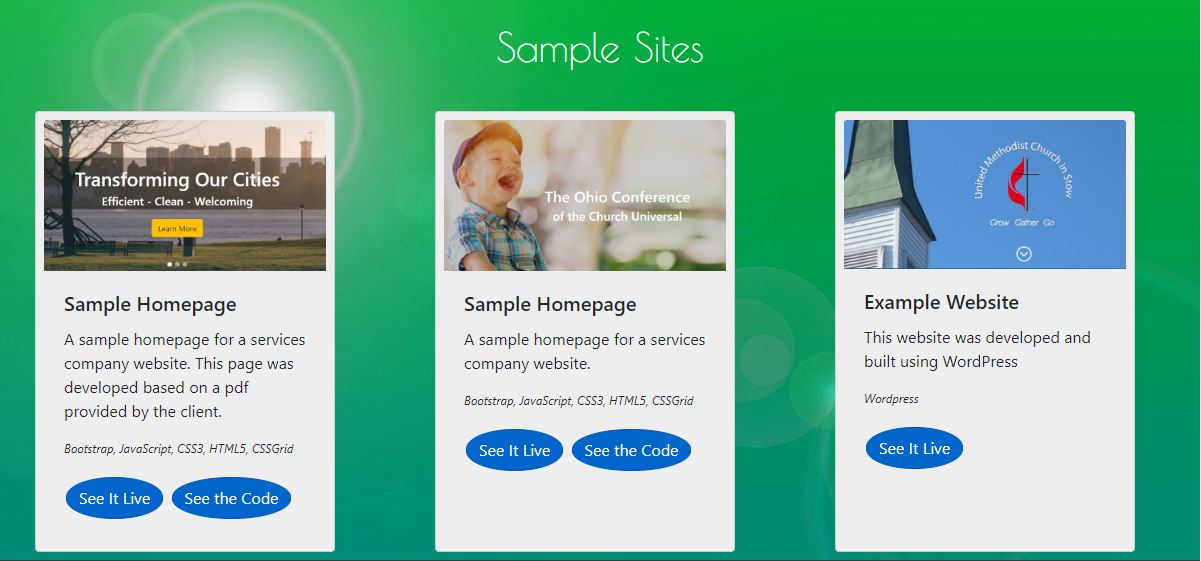 Sample Sites
Transforming Our Cities
Efficient - Clean - Welcoming
Learn More
Sample Homepage
A sample homepage for a services
company website. This page was
developed based on a pdf
provided by the client.
Bootstrap, JavaScript, CSS3, HTML5, CSSGrid
See It Live
See the Code
The Ohio Conference
of the Church Universal
Sample Homepage
A sample homepage for a services
company website.
Bootstrap, JavaScript, CSS3, HTML5, CSSGrid
See It Live
See the Code
United Methodist Church in Stow
Grow Gather Go
Example Website
This website was developed and
built using WordPress
Wordpress
See It Live